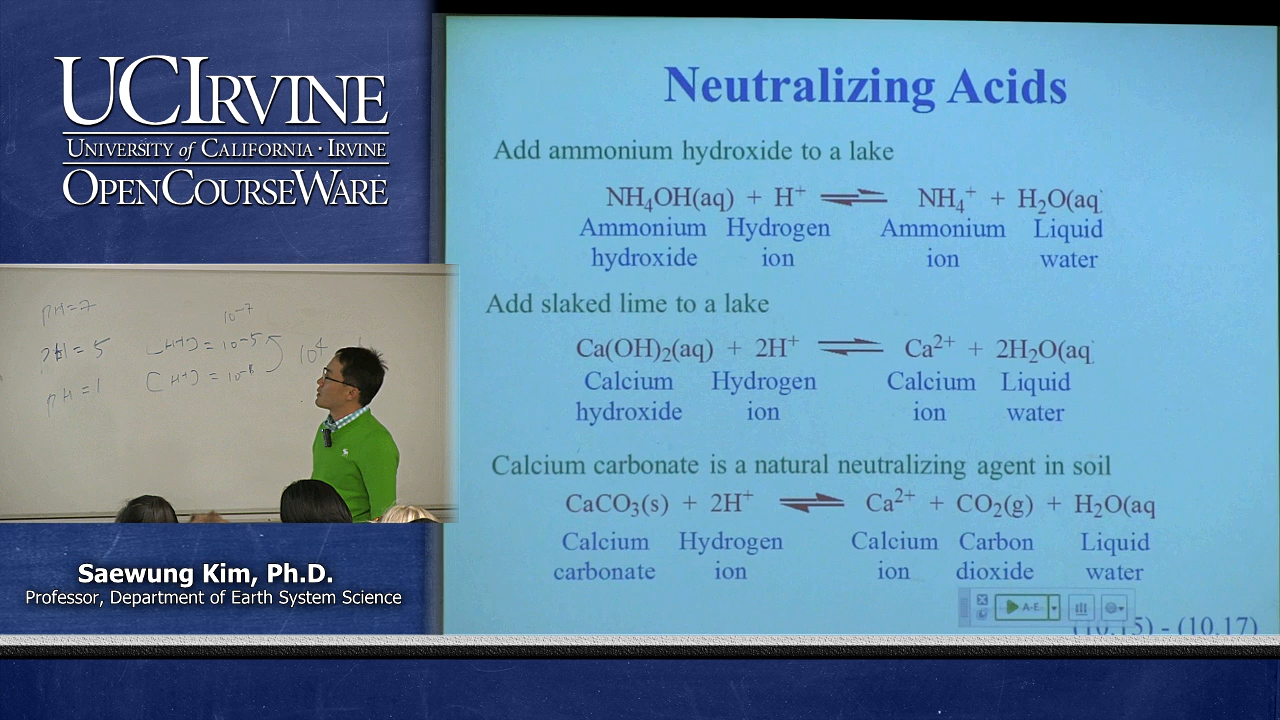 UCIRVINE
UNIVERSITY of CALIFORNIA · IRVINE
OPENCOURSEWARE
pH=7
10⁻⁷
pH=5
[H+] = 10⁻⁵
10⁴
pH=1
Saewung Kim, Ph.D.
Professor, Department of Earth System Science
Neutralizing Acids
Add ammonium hydroxide to a lake
NH₄OH(aq) + H⁺ ⇌ NH₄⁺ + H₂O(aq
Ammonium Hydrogen Ammonium Liquid
hydroxide ion ion water
Add slaked lime to a lake
Ca(OH)₂(aq) + 2H⁺ ⇌ Ca²⁺ + 2H₂O(aq
Calcium Hydrogen Calcium Liquid
hydroxide ion ion water
Calcium carbonate is a natural neutralizing agent in soil
CaCO₃(s) + 2H⁺ ⇌ Ca²⁺ + CO₂(g) + H₂O(aq
Calcium Hydrogen Calcium Carbon Liquid
carbonate ion ion dioxide water
A-E
(10.15) - (10.17)